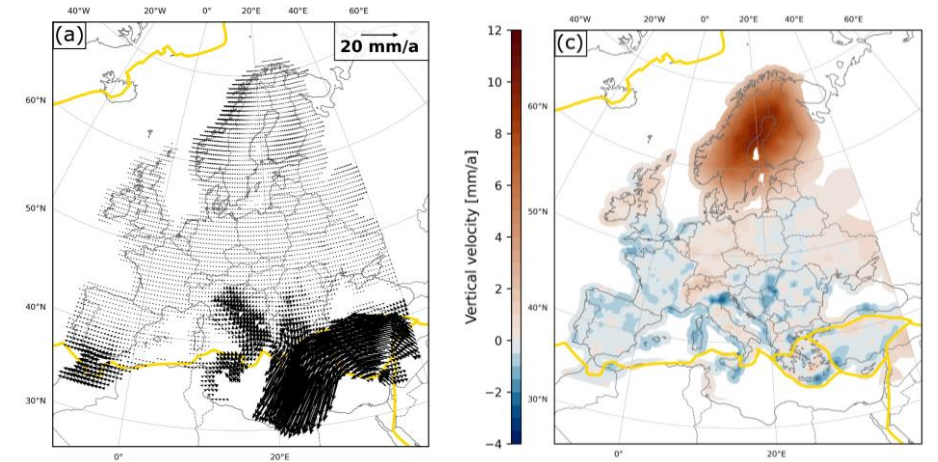 40°W 20°W 0° 20°E 40°E 60°E
(a)
20 mm/a
60°N
50°N
40°N
30°N
0° 20°E
Vertical velocity [mm/a]
12
10
8
6
4
2
0
−2
−4
40°W 20°W 0° 20°E 40°E 60°E
(c)
60°N
50°N
40°N
30°N
0° 20°E